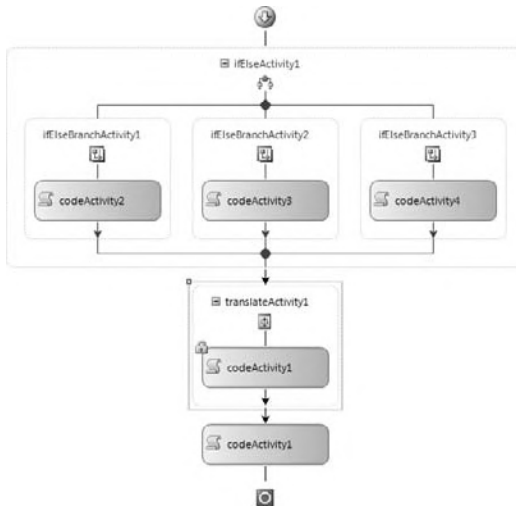 ifElseActivity1
ifElseBranchActivity1
ifElseBranchActivity2
ifElseBranchActivity3
codeActivity2
codeActivity3
codeActivity4
translateActivity1
codeActivity1
codeActivity1